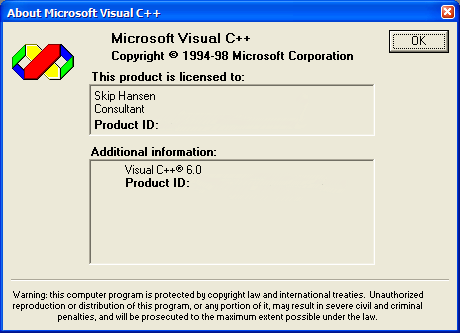 About Microsoft Visual C++
Microsoft Visual C++
Copyright © 1994-98 Microsoft Corporation
OK
This product is licensed to:
Skip Hansen
Consultant
Product ID:
Additional information:
Visual C++® 6.0
Product ID:
Warning: this computer program is protected by copyright law and international treaties. Unauthorized
reproduction or distribution of this program, or any portion of it, may result in severe civil and criminal
penalties, and will be prosecuted to the maximum extent possible under the law.